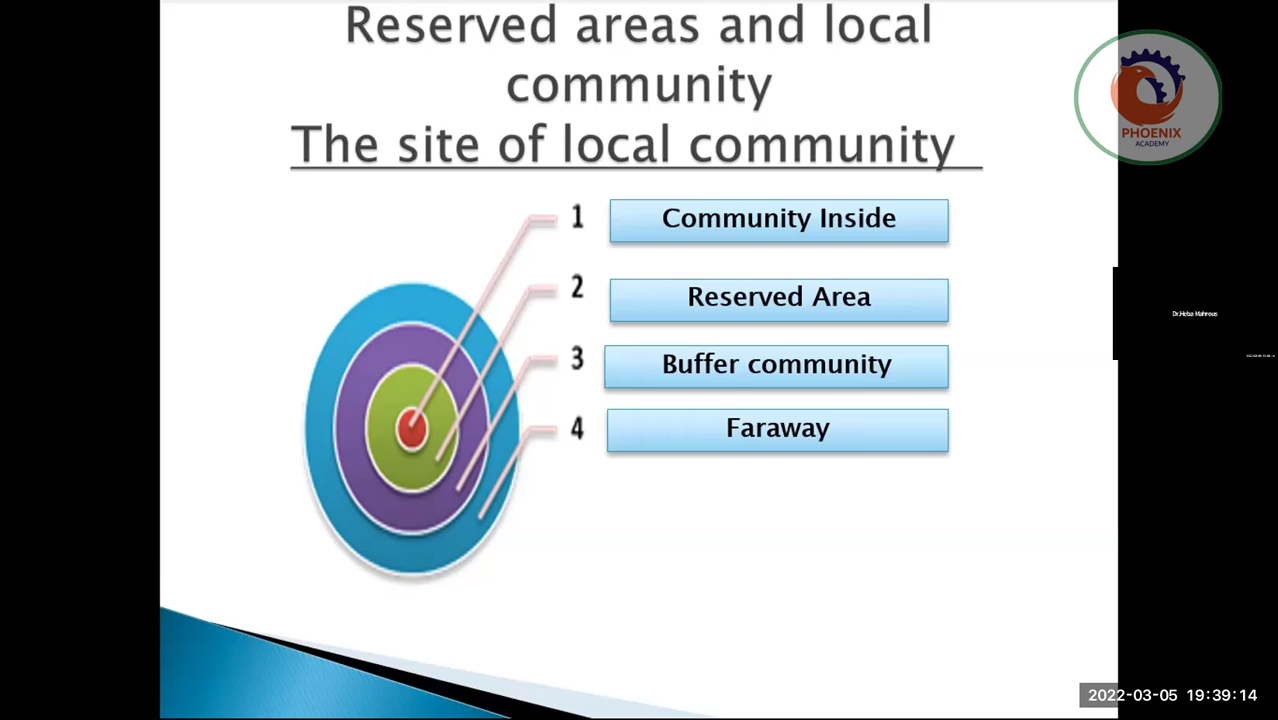 Reserved areas and local
community
The site of local community
PHOENIX
ACADEMY
1 Community Inside
2 Reserved Area
3 Buffer community
4 Faraway
Dr.Heba Mahrous
2022-03-05 19:39:14